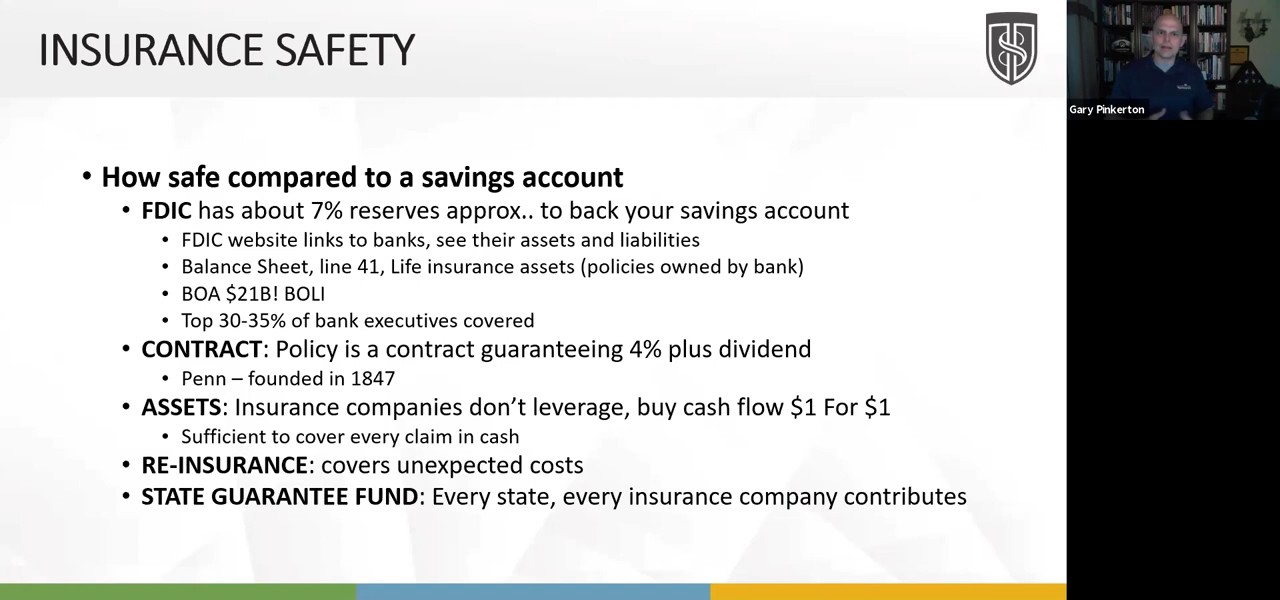 INSURANCE SAFETY
Gary Pinkerton
• How safe compared to a savings account
• FDIC has about 7% reserves approx.. to back your savings account
• FDIC website links to banks, see their assets and liabilities
• Balance Sheet, line 41, Life insurance assets (policies owned by bank)
• BOA $21B! BOLI
• Top 30-35% of bank executives covered
• CONTRACT: Policy is a contract guaranteeing 4% plus dividend
• Penn – founded in 1847
• ASSETS: Insurance companies don’t leverage, buy cash flow $1 For $1
• Sufficient to cover every claim in cash
• RE-INSURANCE: covers unexpected costs
• STATE GUARANTEE FUND: Every state, every insurance company contributes